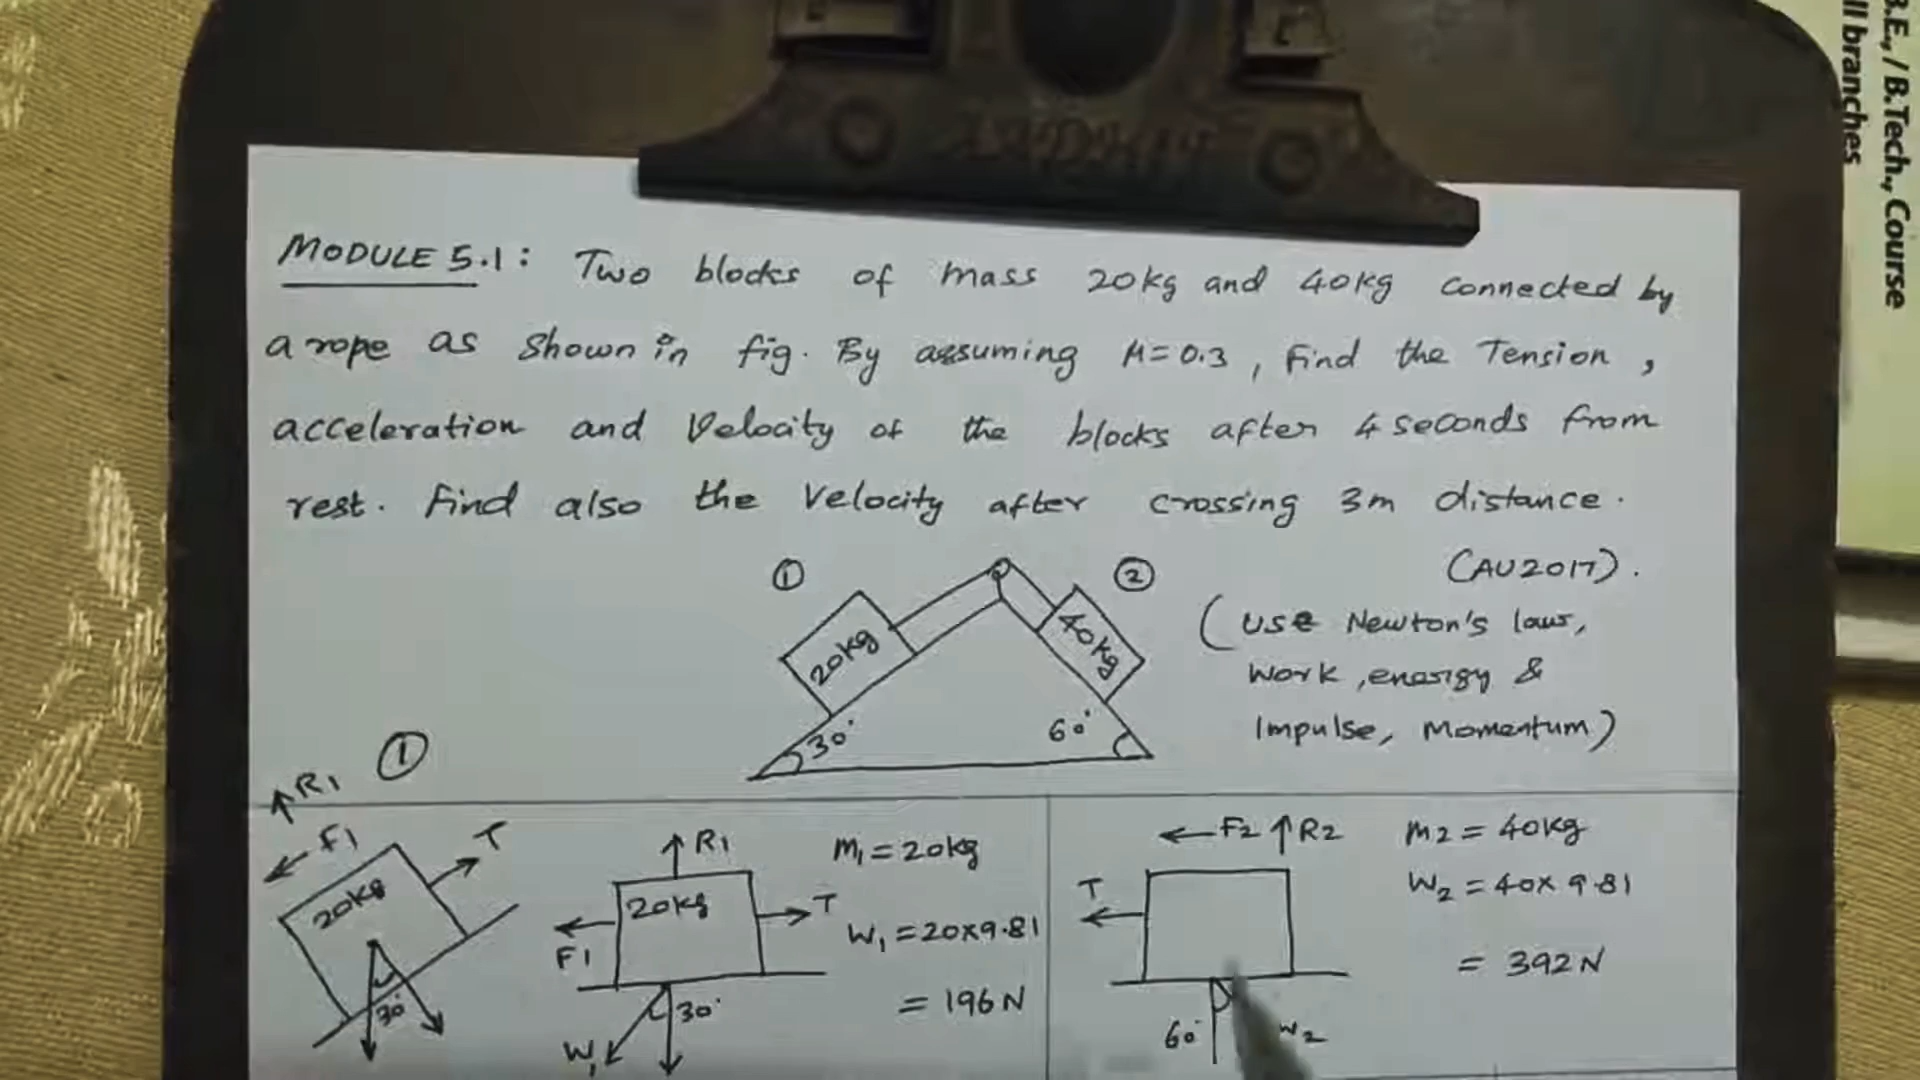 B.E., / B.Tech., Course
ll branches
MODULE 5.1: Two blocks of mass 20kg and 40kg connected by
a rope as shown in fig. By assuming μ=0.3, find the Tension,
acceleration and Velocity of the blocks after 4 seconds from
rest. Find also the Velocity after crossing 3m distance.
(AU2017).
(use Newton's laws,
work, energy &
Impulse, Momentum)
① ②
20kg 40kg
30° 60°
①
R1
F1 T
20kg
30°
R1
20kg
F1 T
W1 30°
M1 = 20kg
W1 = 20x9.81
= 196N
F2 R2
T
60° W2
M2 = 40kg
W2 = 40x9.81
= 392N